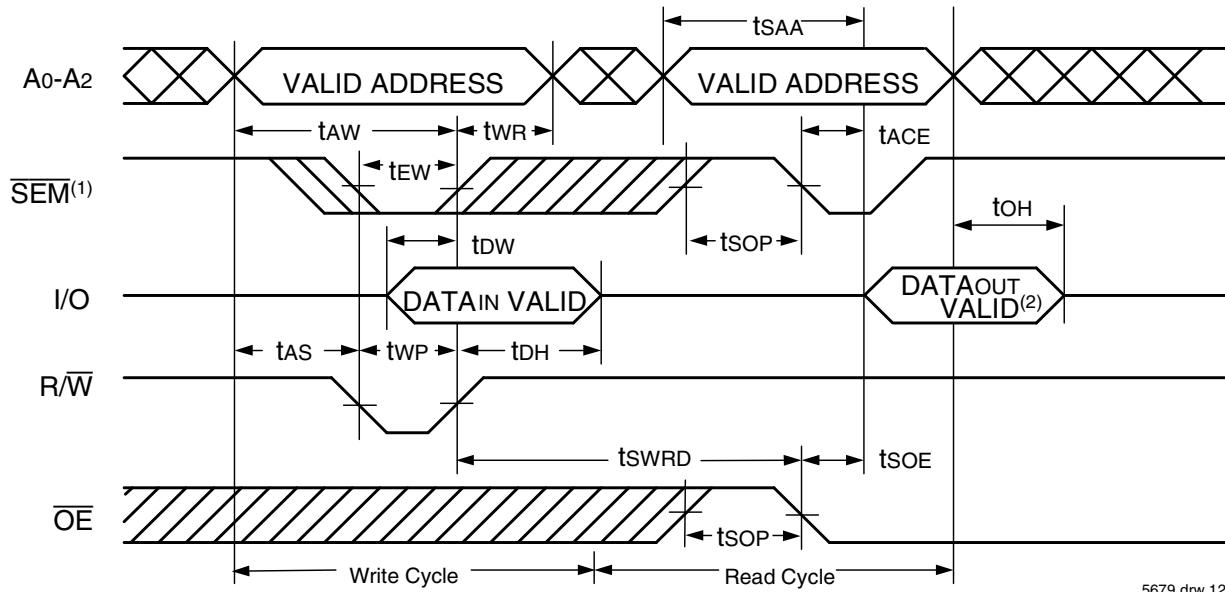 tSAA
A0-A2
VALID ADDRESS
VALID ADDRESS
tAW
tWR
tACE
tEW
SEM(1)
tSOP
tOH
tDW
I/O
DATAIN VALID
DATAOUT
VALID(2)
tAS
tWP
tDH
R/W
tSWRD
tSOE
OE
tSOP
Write Cycle
Read Cycle
5679 drw 12